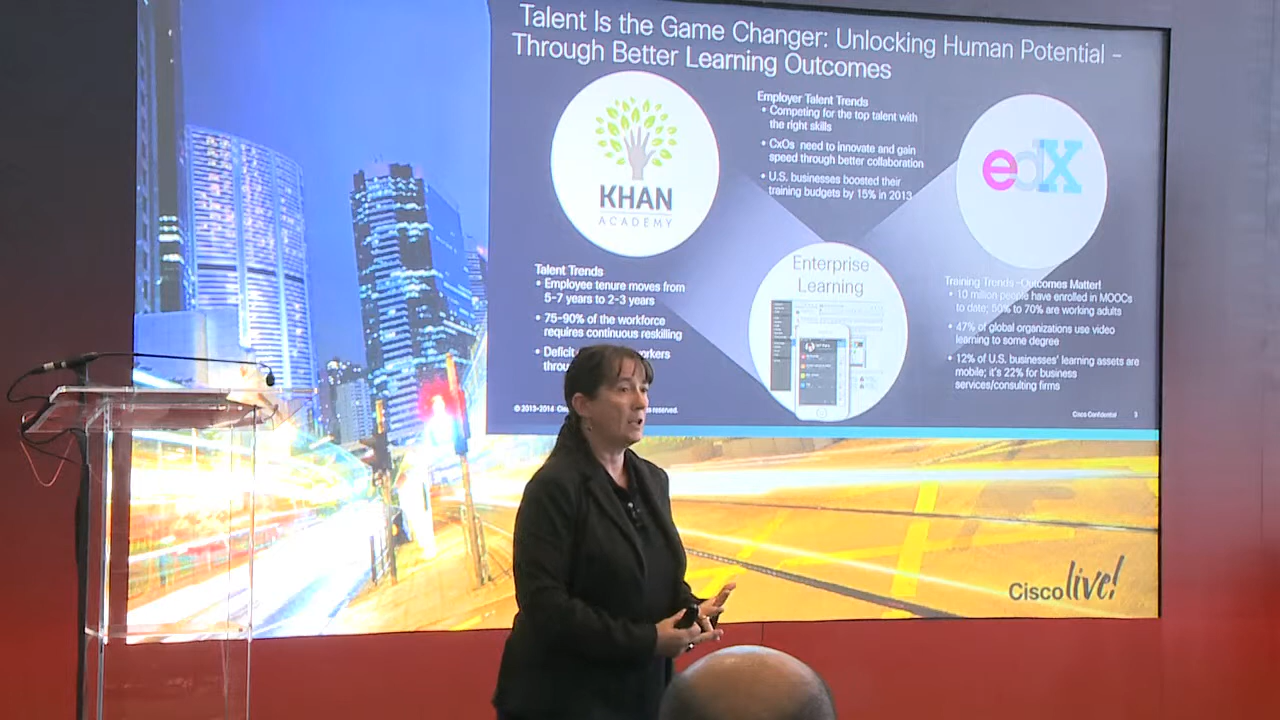 Talent Is the Game Changer: Unlocking Human Potential –
Through Better Learning Outcomes
KHAN
ACADEMY
Employer Talent Trends
• Competing for the top talent with
the right skills
• CxOs need to innovate and gain
speed through better collaboration
• U.S. businesses boosted their
training budgets by 15% in 2013
edX
Enterprise
Learning
Talent Trends
• Employee tenure moves from
5-7 years to 2-3 years
• 75-90% of the workforce
requires continuous reskilling
Training Trends –Outcomes Matter!
• 10 million people have enrolled in MOOCs
to date; 50% to 70% are working adults
• 47% of global organizations use video
learning to some degree
• 12% of U.S. businesses' learning assets are
mobile; it's 22% for business
services/consulting firms
© 2013-2014 reserved.
Cisco Confidential 3
Cisco live!